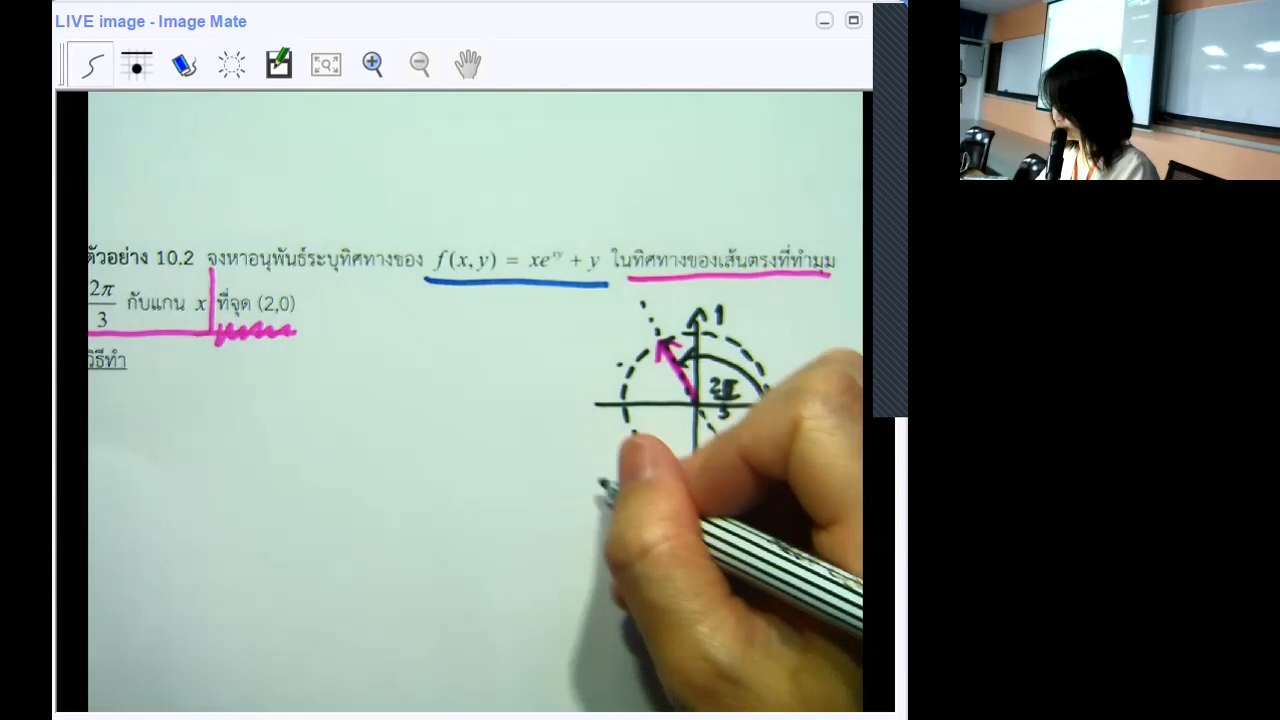 LIVE image - Image Mate
ตัวอย่าง 10.2 จงหาอนุพันธ์ระบุทิศทางของ f(x, y) = xe^{xy} + y ในทิศทางของเส้นตรงที่ทำมุม
2π/3 กับแกน x ที่จุด (2,0)
วิธีทำ
1
2π/3